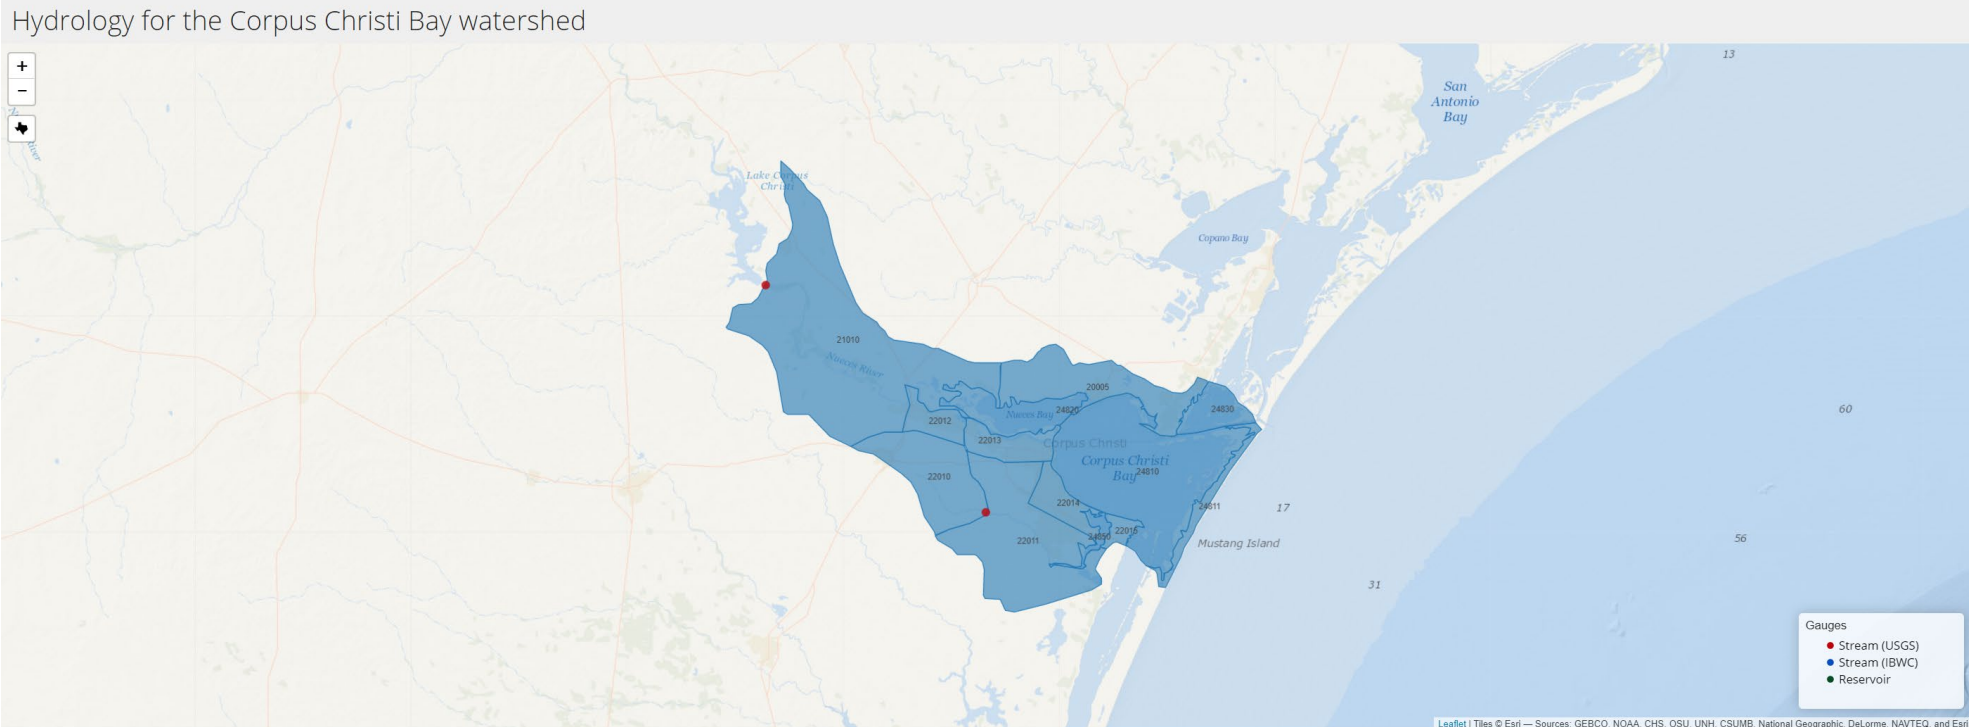 Hydrology for the Corpus Christi Bay watershed
+
−
River
San
Antonio
Bay
13
Lake Corpus
Christi
Copano Bay
21010
Nueces River
20005
24830
24820
Nueces Bay
22012
22013
Corpus Christi
Corpus Christi
Bay
24810
22010
22014
24811
22015
22011
Mustang Island
17
60
56
31
Gauges
Stream (USGS)
Stream (IBWC)
Reservoir
Leaflet | Tiles © Esri — Sources: GEBCO, NOAA, CHS, OSU, UNH, CSUMB, National Geographic, DeLorme, NAVTEQ, and Esri